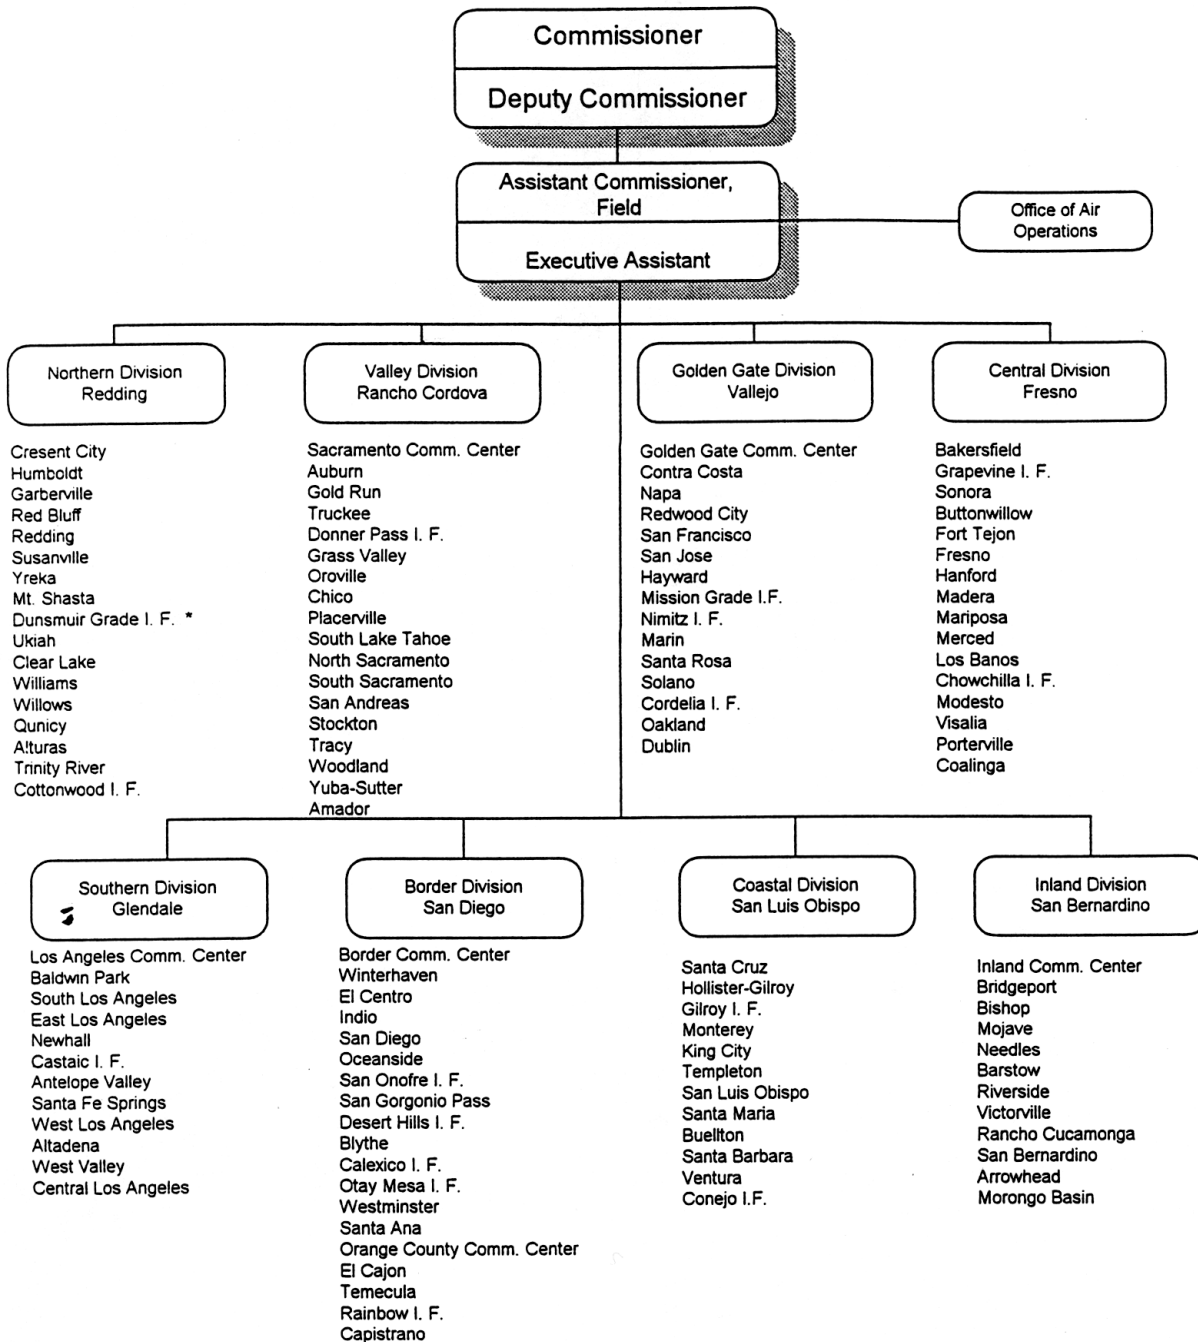 Commissioner
Deputy Commissioner
Assistant Commissioner,
Field
Executive Assistant
Office of Air
Operations
Northern Division
Redding
Cresent City
Humboldt
Garberville
Red Bluff
Redding
Susanville
Yreka
Mt. Shasta
Dunsmuir Grade I. F. *
Ukiah
Clear Lake
Williams
Willows
Qunicy
Alturas
Trinity River
Cottonwood I. F.
Valley Division
Rancho Cordova
Sacramento Comm. Center
Auburn
Gold Run
Truckee
Donner Pass I. F.
Grass Valley
Oroville
Chico
Placerville
South Lake Tahoe
North Sacramento
South Sacramento
San Andreas
Stockton
Tracy
Woodland
Yuba-Sutter
Amador
Golden Gate Division
Vallejo
Golden Gate Comm. Center
Contra Costa
Napa
Redwood City
San Francisco
San Jose
Hayward
Mission Grade I.F.
Nimitz I. F.
Marin
Santa Rosa
Solano
Cordelia I. F.
Oakland
Dublin
Central Division
Fresno
Bakersfield
Grapevine I. F.
Sonora
Buttonwillow
Fort Tejon
Fresno
Hanford
Madera
Mariposa
Merced
Los Banos
Chowchilla I. F.
Modesto
Visalia
Porterville
Coalinga
Southern Division
Glendale
Los Angeles Comm. Center
Baldwin Park
South Los Angeles
East Los Angeles
Newhall
Castaic I. F.
Antelope Valley
Santa Fe Springs
West Los Angeles
Altadena
West Valley
Central Los Angeles
Border Division
San Diego
Border Comm. Center
Winterhaven
El Centro
Indio
San Diego
Oceanside
San Onofre I. F.
San Gorgonio Pass
Desert Hills I. F.
Blythe
Calexico I. F.
Otay Mesa I. F.
Westminster
Santa Ana
Orange County Comm. Center
El Cajon
Temecula
Rainbow I. F.
Capistrano
Coastal Division
San Luis Obispo
Santa Cruz
Hollister-Gilroy
Gilroy I. F.
Monterey
King City
Templeton
San Luis Obispo
Santa Maria
Buellton
Santa Barbara
Ventura
Conejo I.F.
Inland Division
San Bernardino
Inland Comm. Center
Bridgeport
Bishop
Mojave
Needles
Barstow
Riverside
Victorville
Rancho Cucamonga
San Bernardino
Arrowhead
Morongo Basin